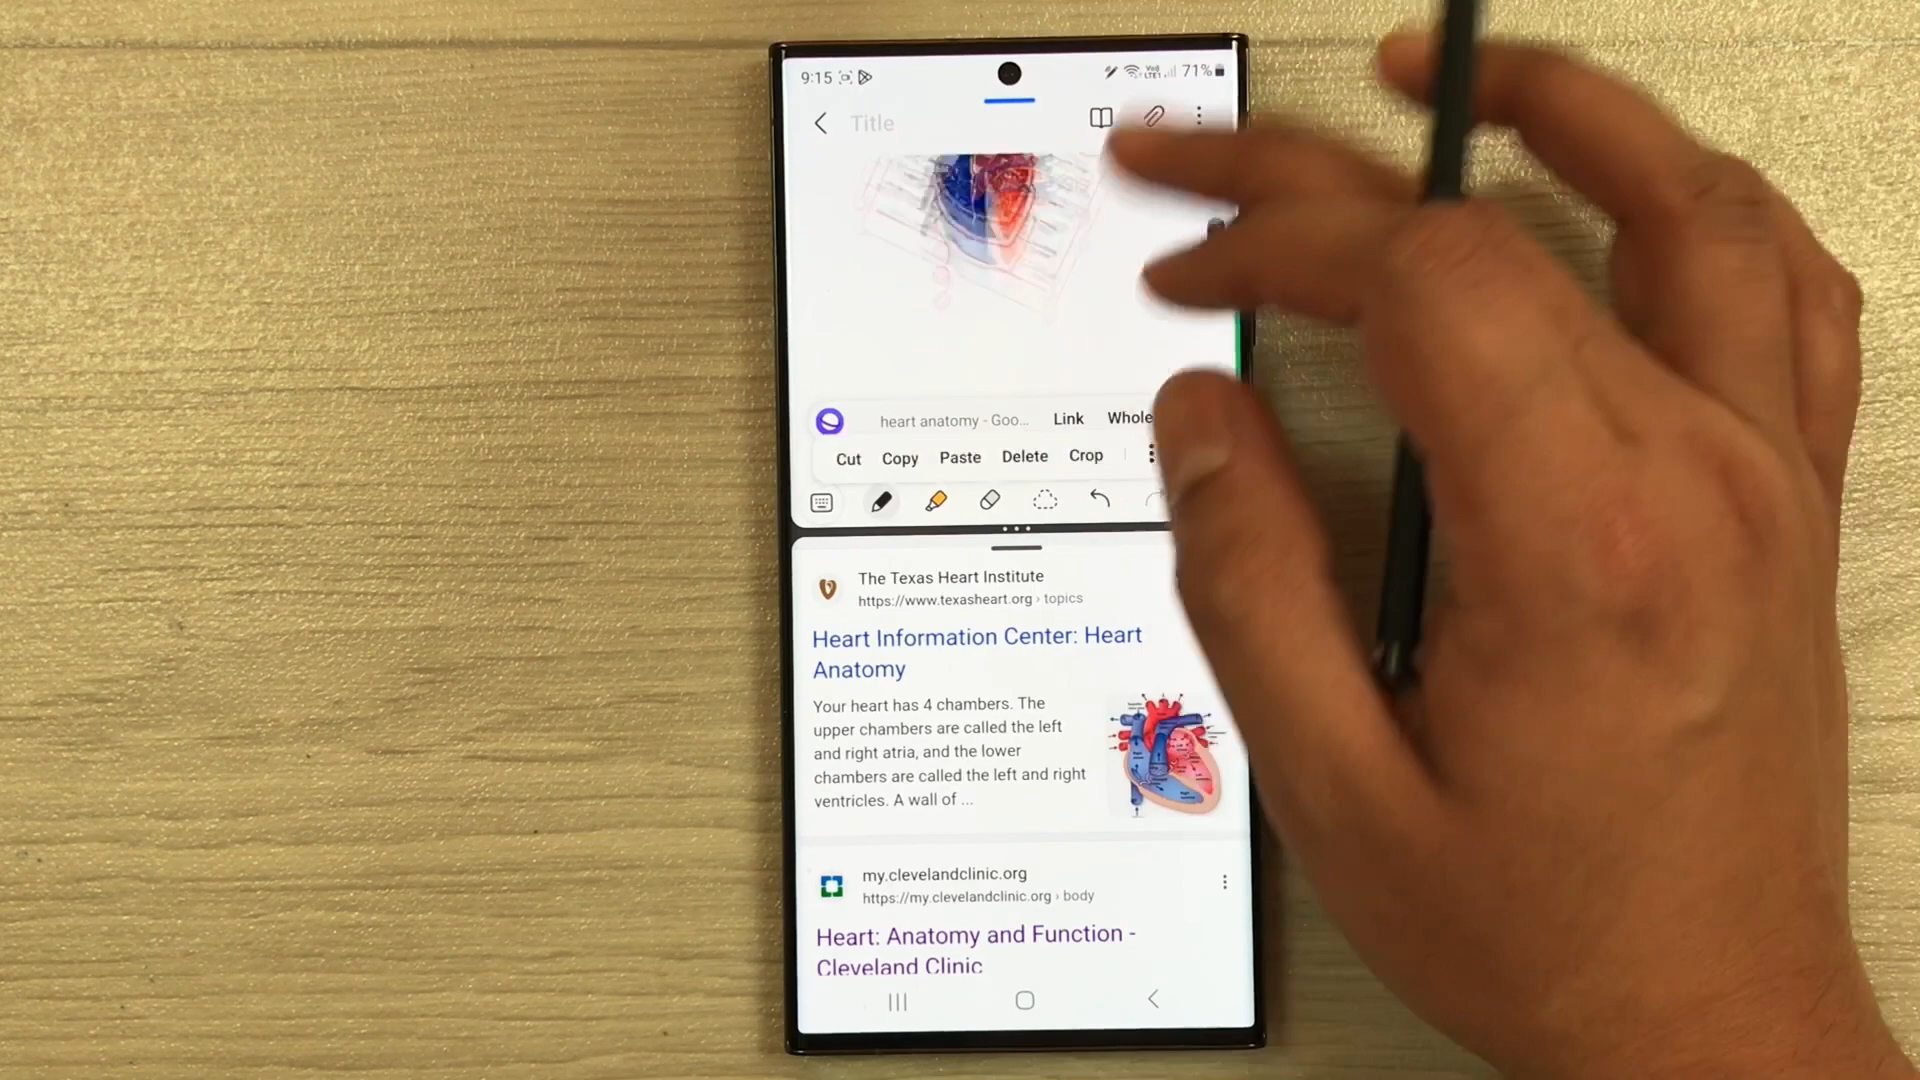 9:15
LTE1
71%
Title
heart anatomy - Goo...
Link
Whole
Cut
Copy
Paste
Delete
Crop
The Texas Heart Institute
https://www.texasheart.org › topics
Heart Information Center: Heart
Anatomy
Your heart has 4 chambers. The
upper chambers are called the left
and right atria, and the lower
chambers are called the left and right
ventricles. A wall of ...
my.clevelandclinic.org
https://my.clevelandclinic.org › body
Heart: Anatomy and Function -
Cleveland Clinic